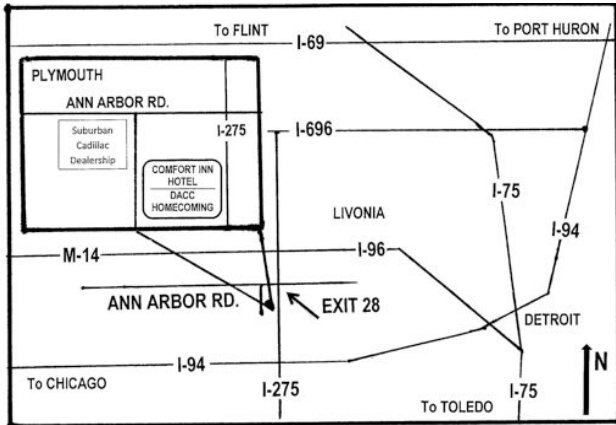 To FLINT
To PORT HURON
I-69
PLYMOUTH
ANN ARBOR RD.
Suburban
Cadillac
Dealership
I-275
I-696
COMFORT INN
HOTEL
DACC
HOMECOMING
I-75
LIVONIA
I-94
M-14
I-96
ANN ARBOR RD.
EXIT 28
DETROIT
I-94
N
To CHICAGO
I-275
I-75
To TOLEDO